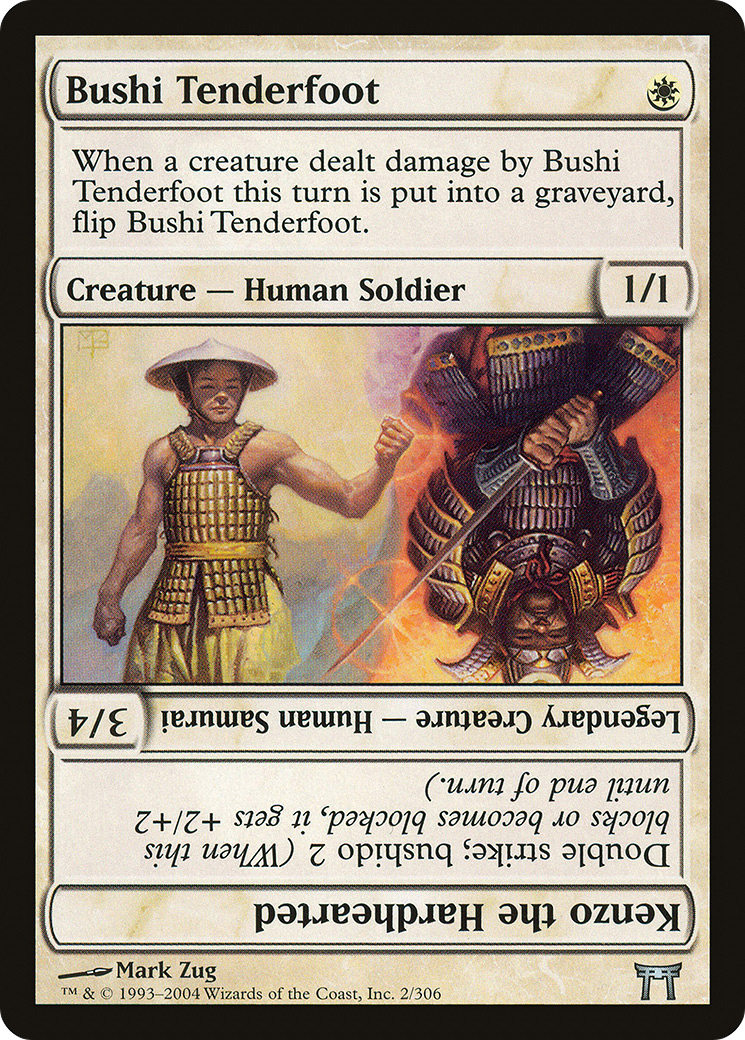 Bushi Tenderfoot
When a creature dealt damage by Bushi
Tenderfoot this turn is put into a graveyard,
flip Bushi Tenderfoot.
Creature — Human Soldier
1/1
Kenzo the Hardhearted
Double strike; bushido 2 (When this
blocks or becomes blocked, it gets +2/+2
until end of turn.)
Legendary Creature — Human Samurai
3/4
Mark Zug
™ & © 1993–2004 Wizards of the Coast, Inc. 2/306